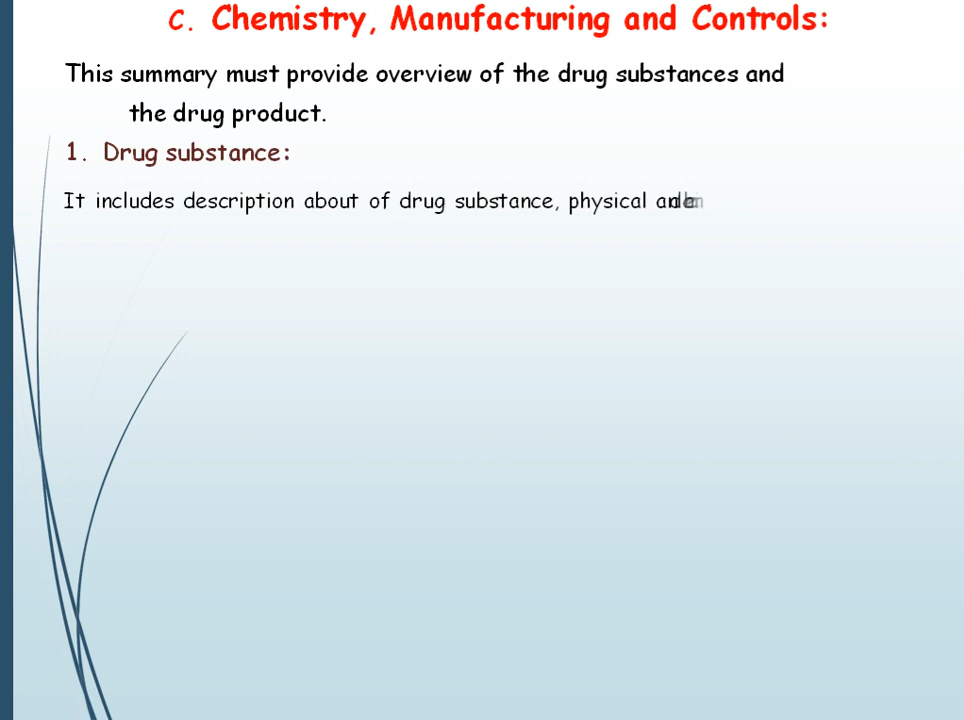 C. Chemistry, Manufacturing and Controls:
This summary must provide overview of the drug substances and
the drug product.
1. Drug substance:
It includes description about of drug substance, physical